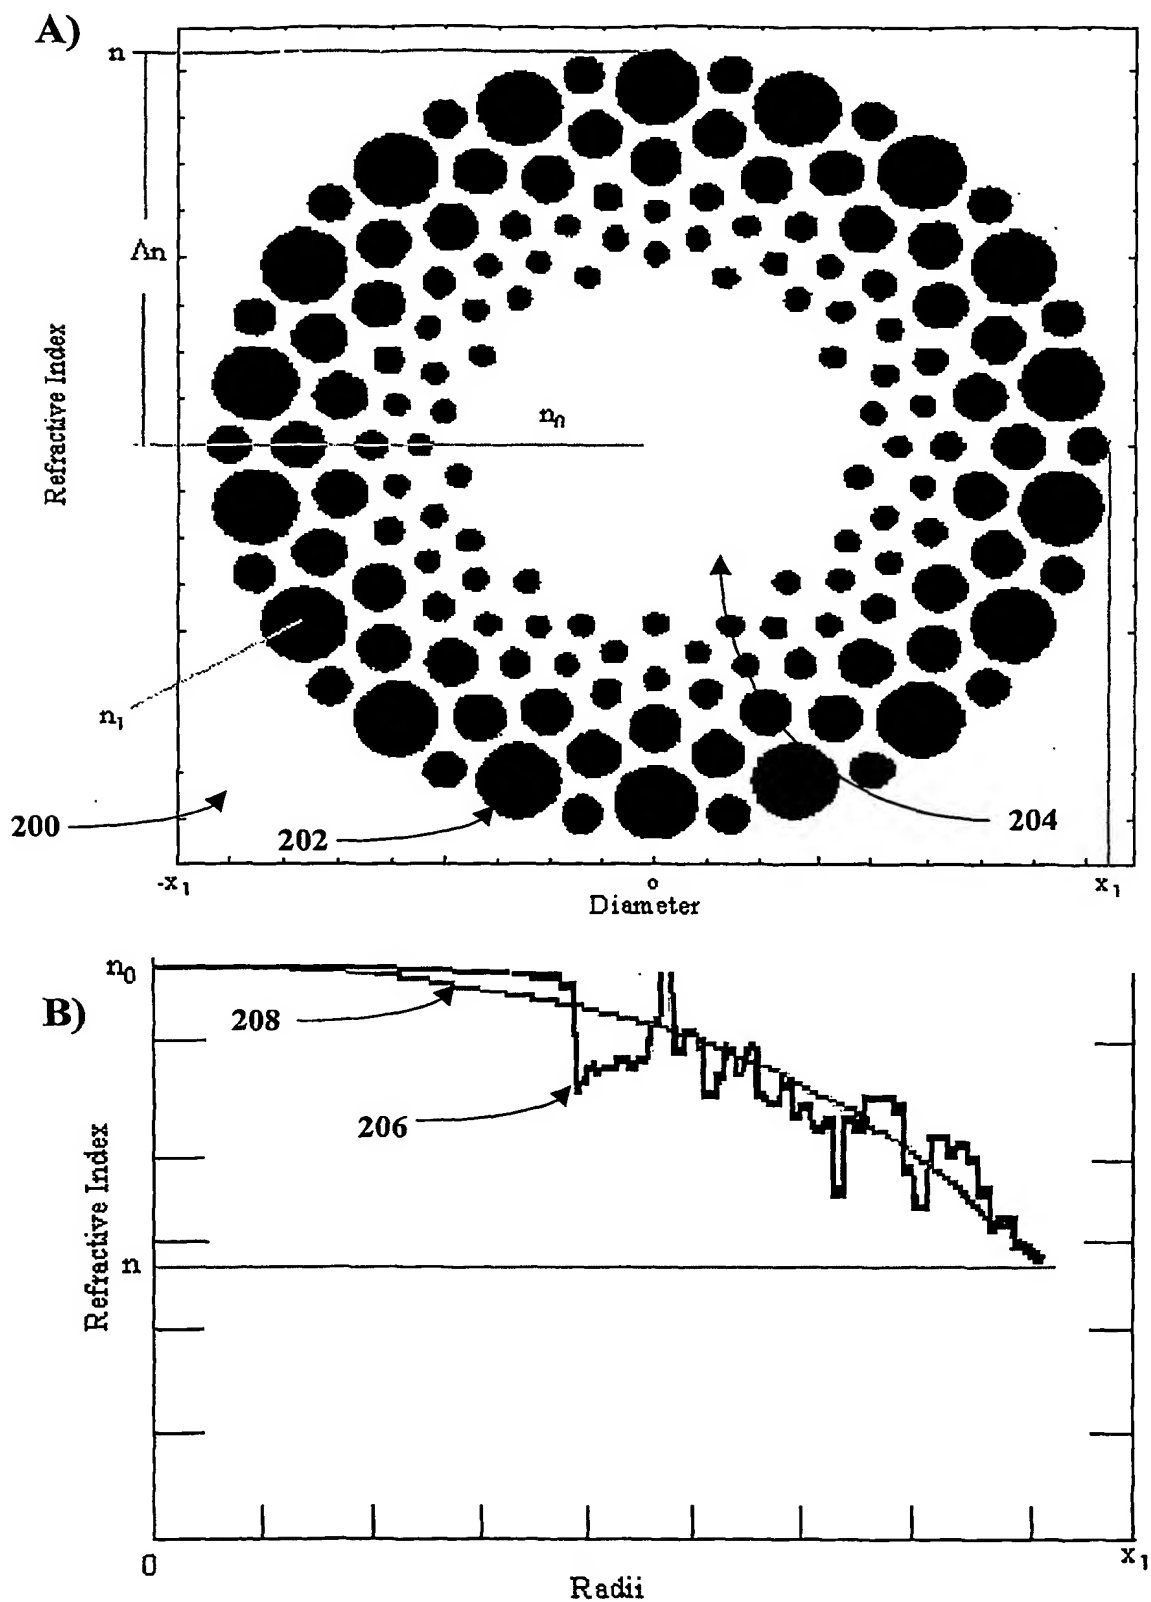 A)
n
Δn
Refractive Index
n₀
n₁
200
202
204
-x₁
o
x₁
Diameter
n₀
B)
208
206
Refractive Index
n
0
x₁
Radii